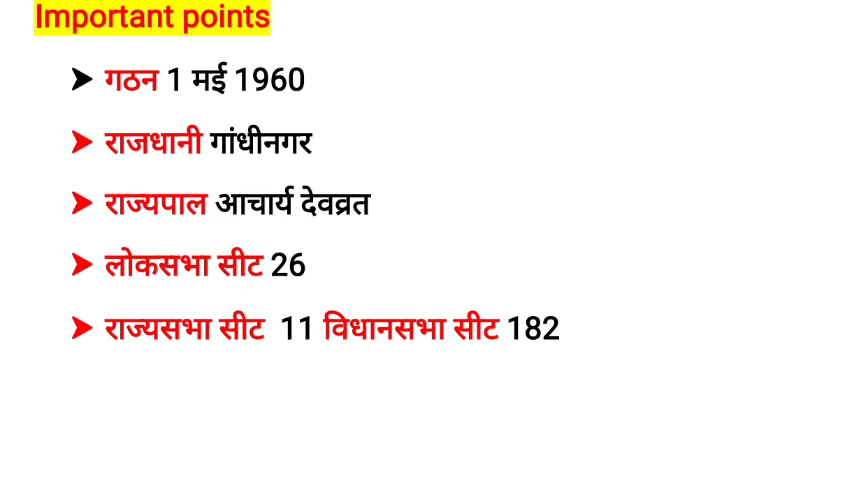 Important points
➤ गठन 1 मई 1960
➤ राजधानी गांधीनगर
➤ राज्यपाल आचार्य देवव्रत
➤ लोकसभा सीट 26
➤ राज्यसभा सीट 11 विधानसभा सीट 182